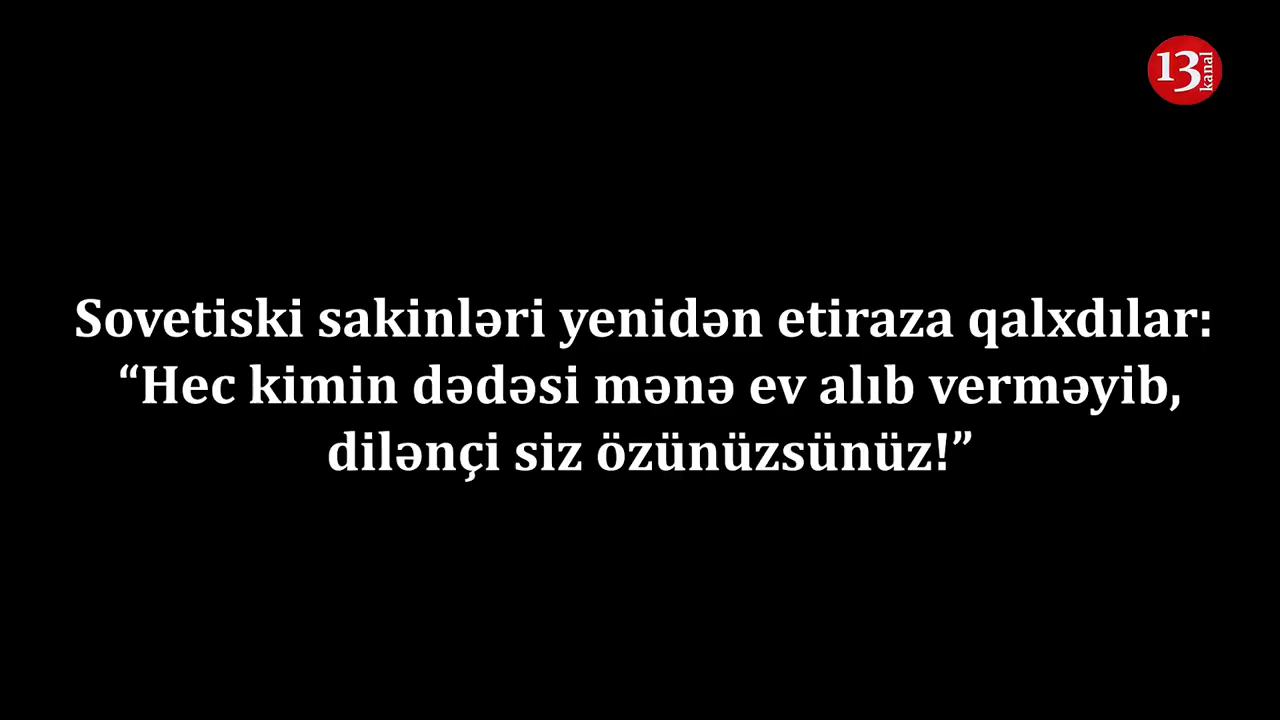 13
kanal
Sovetiski sakinləri yenidən etiraza qalxdılar:
“Hec kimin dədəsi mənə ev alıb verməyib,
dilənçi siz özünüzsünüz!”